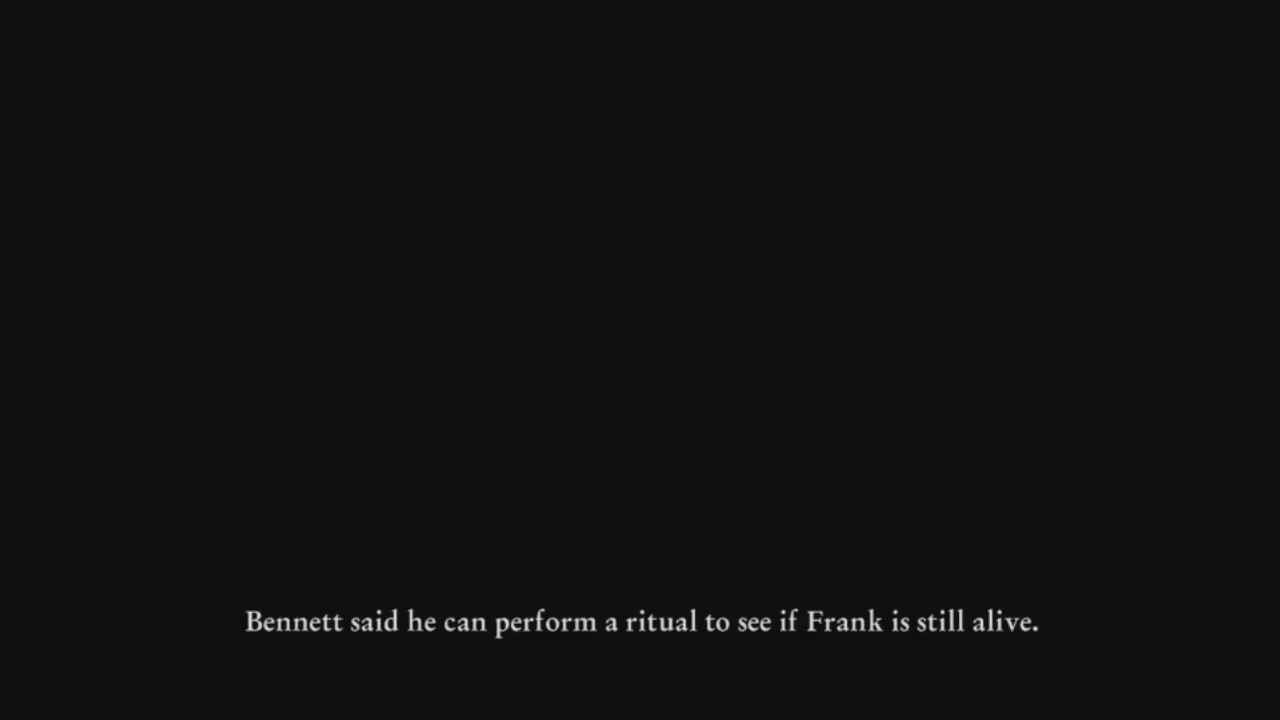 Bennett said he can perform a ritual to see if Frank is still alive.